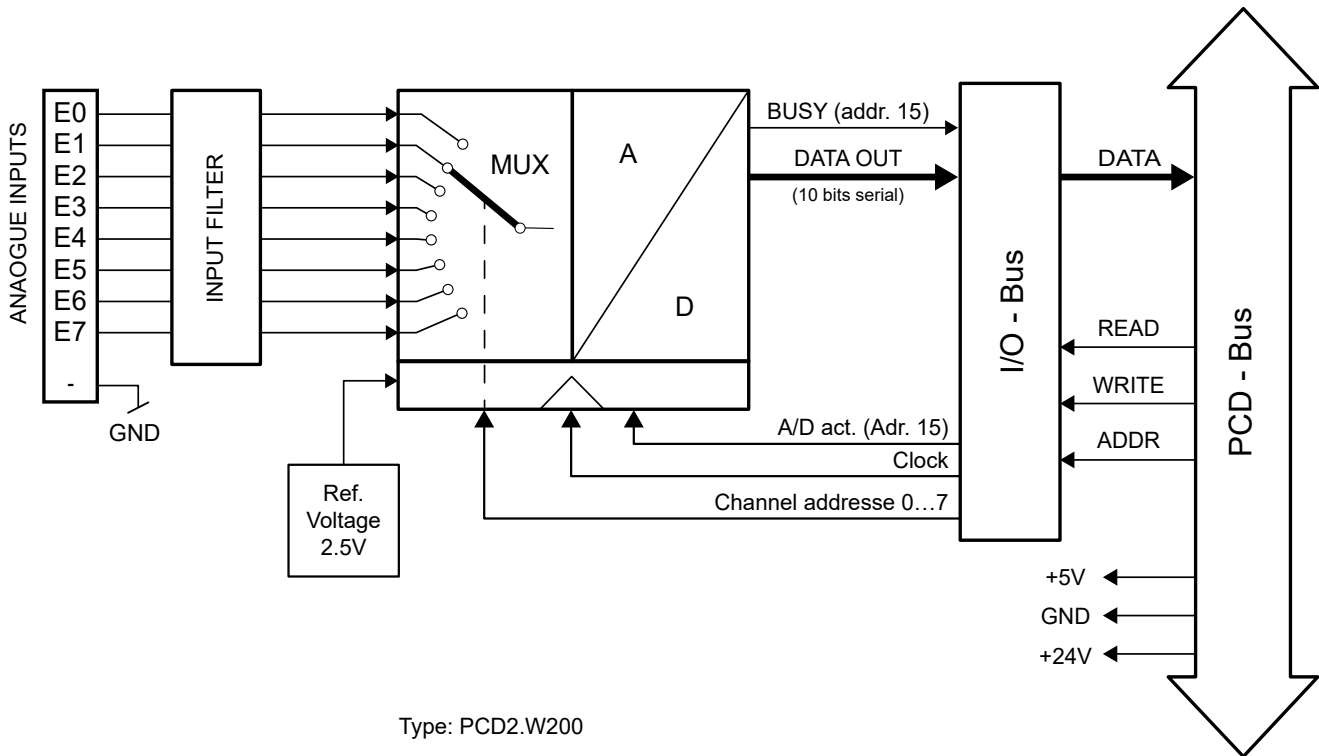 ANAOGUE INPUTS
E0
E1
E2
E3
E4
E5
E6
E7
-
GND
INPUT FILTER
MUX
A
D
Ref.
Voltage
2.5V
BUSY (addr. 15)
DATA OUT
(10 bits serial)
A/D act. (Adr. 15)
Clock
Channel addresse 0…7
I/O - Bus
DATA
READ
WRITE
ADDR
+5V
GND
+24V
PCD - Bus
Type: PCD2.W200